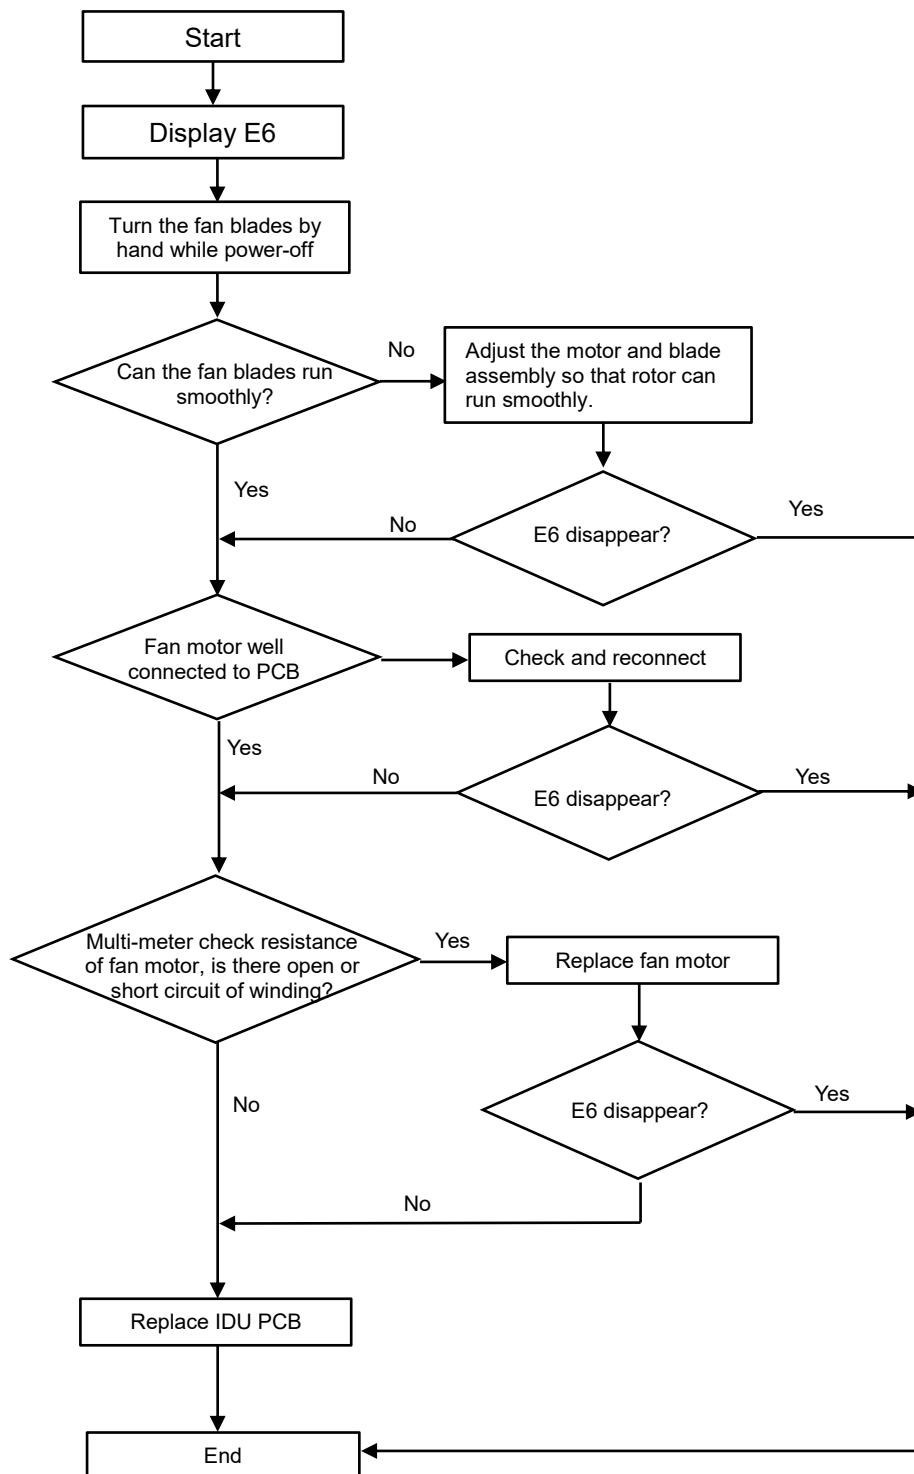 Start
Display E6
Turn the fan blades by
hand while power-off
Can the fan blades run
smoothly?
No
Adjust the motor and blade
assembly so that rotor can
run smoothly.
Yes
No
E6 disappear?
Yes
Fan motor well
connected to PCB
Check and reconnect
Yes
No
E6 disappear?
Yes
Multi-meter check resistance
of fan motor, is there open or
short circuit of winding?
Yes
Replace fan motor
No
E6 disappear?
Yes
No
Replace IDU PCB
End